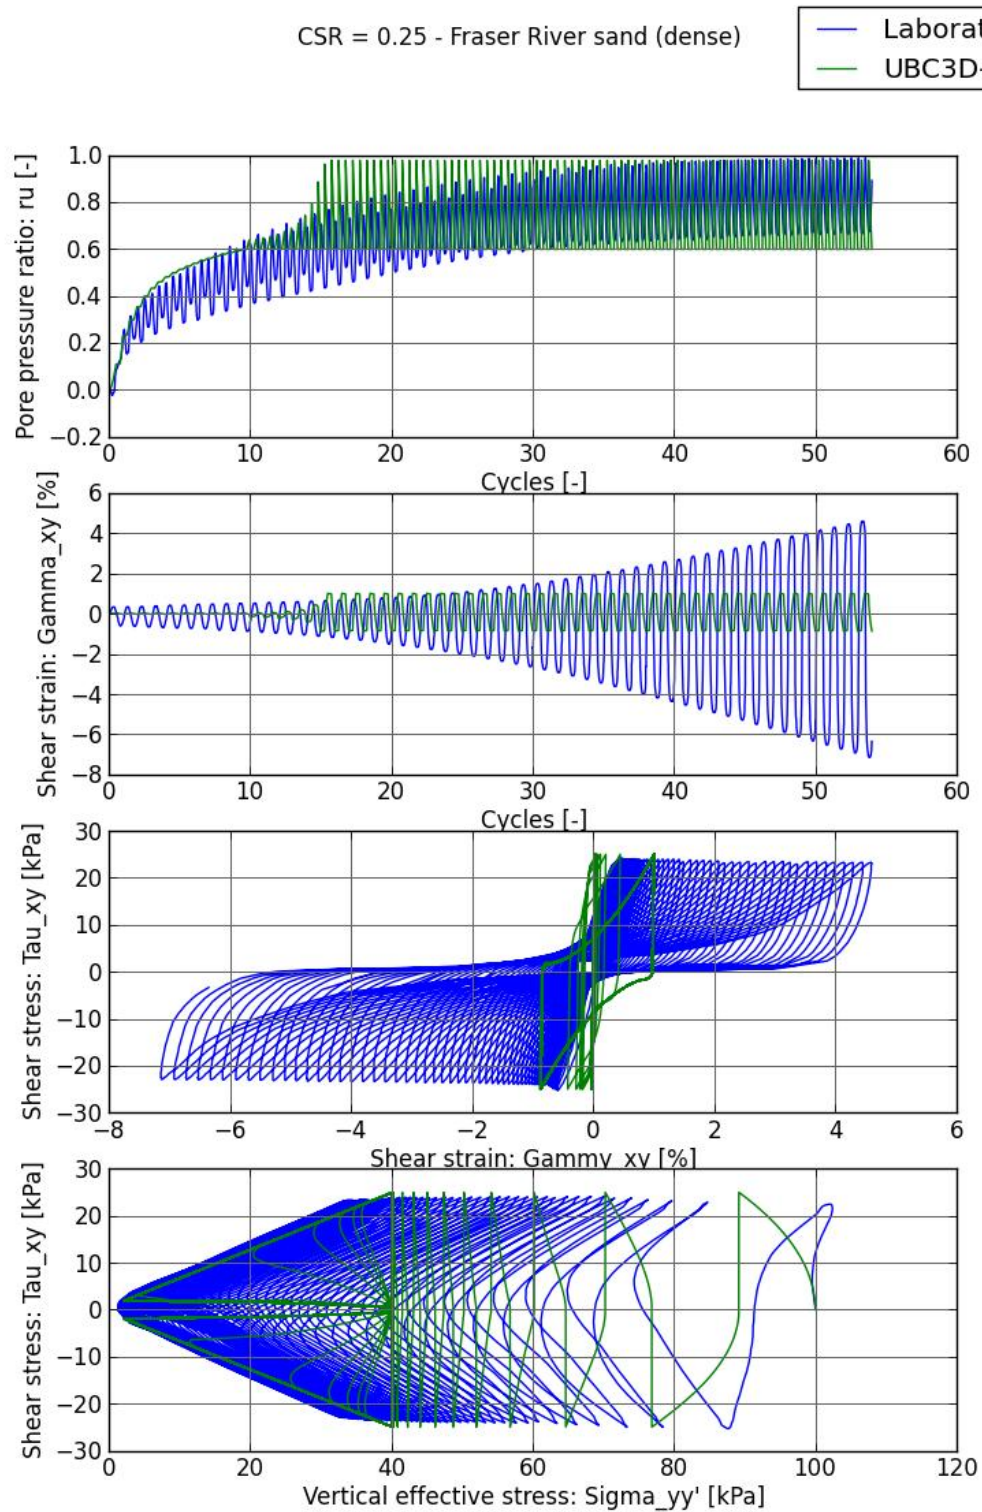 CSR = 0.25 - Fraser River sand (dense)
Laborat
UBC3D-
Pore pressure ratio: ru [-]
1.0
0.8
0.6
0.4
0.2
0.0
−0.2
0 10 20 30 40 50 60
Cycles [-]
Shear strain: Gamma_xy [%]
6
4
2
0
−2
−4
−6
−8
0 10 20 30 40 50 60
Cycles [-]
Shear stress: Tau_xy [kPa]
30
20
10
0
−10
−20
−30
−8 −6 −4 −2 0 2 4 6
Shear strain: Gammy_xy [%]
Shear stress: Tau_xy [kPa]
30
20
10
0
−10
−20
−30
0 20 40 60 80 100 120
Vertical effective stress: Sigma_yy' [kPa]